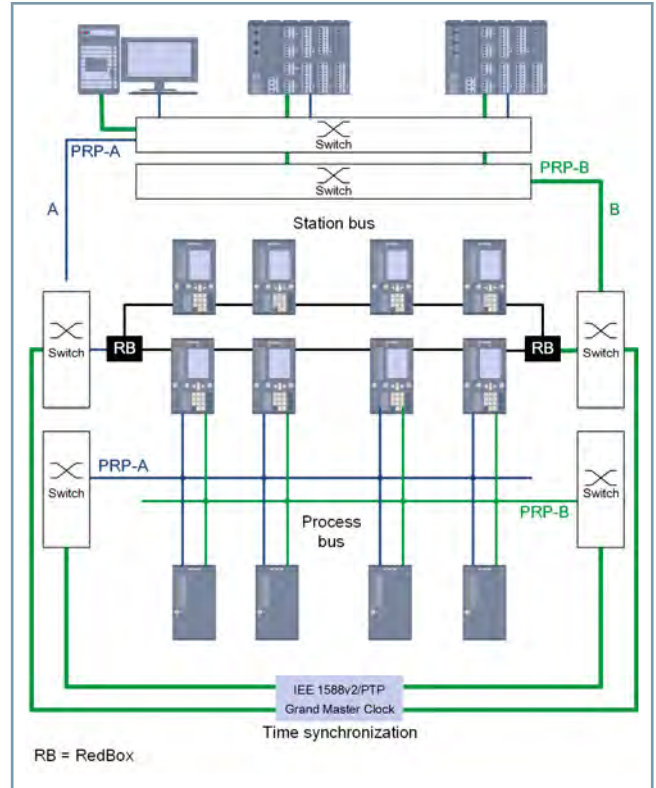 Switch
PRP-A
Switch
PRP-B
A
B
Station bus
Switch
RB
RB
Switch
Switch
PRP-A
Switch
PRP-B
Process
bus
IEE 1588v2/PTP
Grand Master Clock
Time synchronization
RB = RedBox